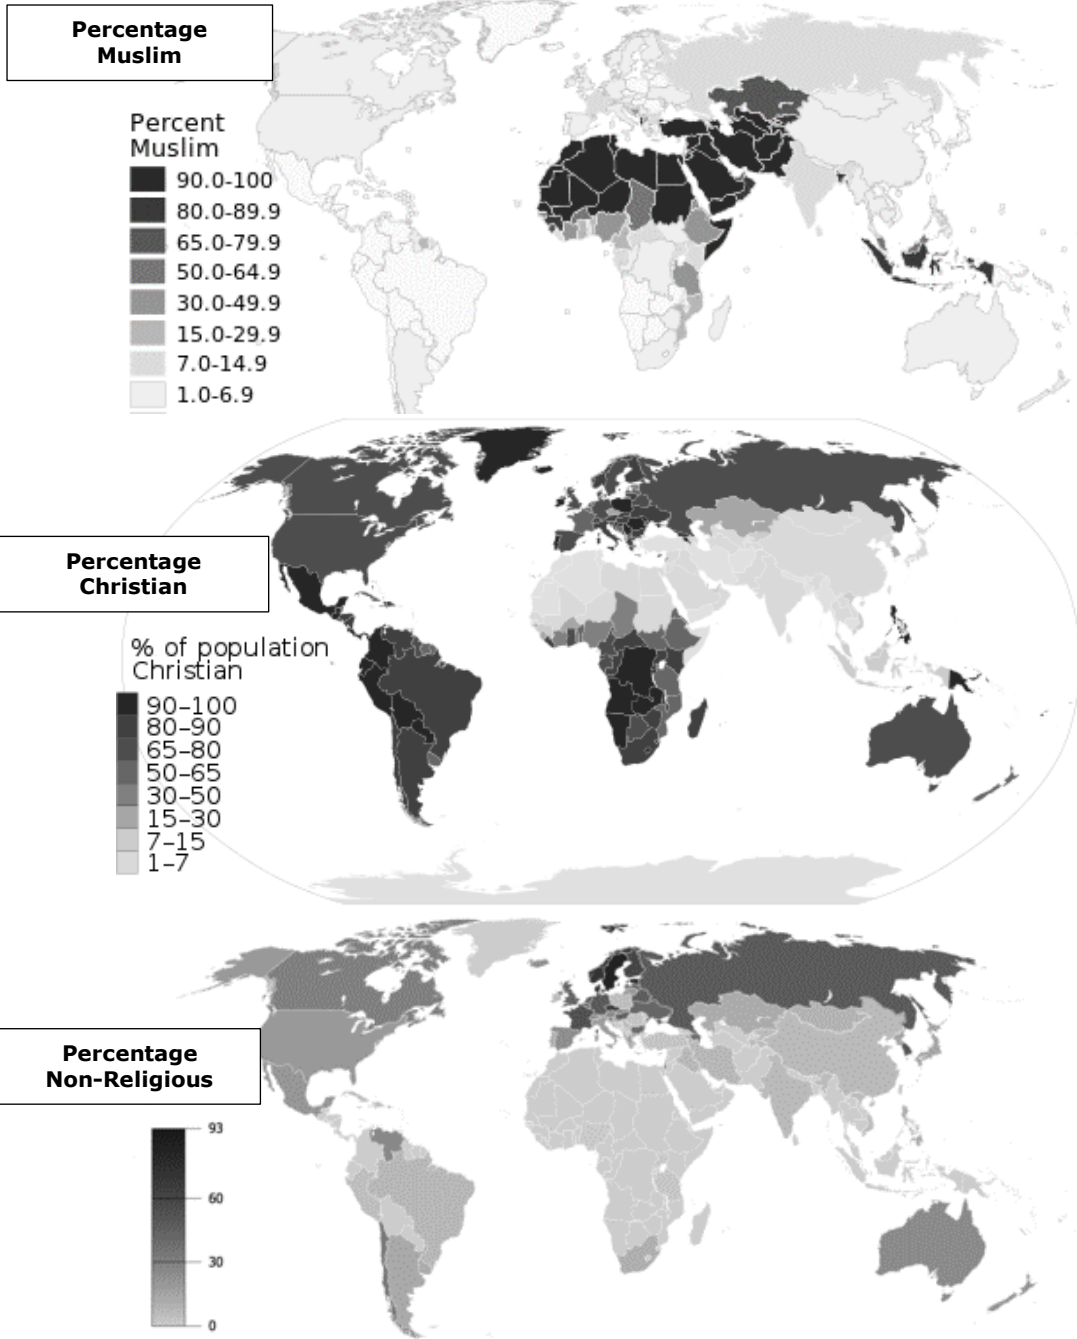 Percentage
Muslim
Percent
Muslim
90.0-100
80.0-89.9
65.0-79.9
50.0-64.9
30.0-49.9
15.0-29.9
7.0-14.9
1.0-6.9
Percentage
Christian
% of population
Christian
90–100
80–90
65–80
50–65
30–50
15–30
7–15
1–7
Percentage
Non-Religious
93
60
30
0